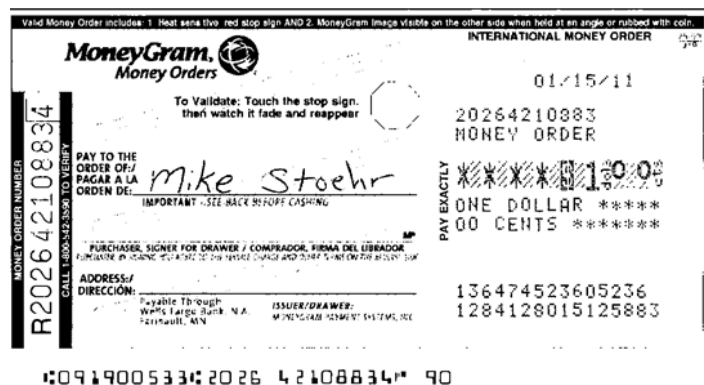 Valid Money Order includes: 1 Heat sensitive red stop sign AND 2. MoneyGram Image visible on the other side when held at an angle or rubbed with coin.
INTERNATIONAL MONEY ORDER
MoneyGram.
Money Orders
01/15/11
To Validate: Touch the stop sign.
then watch it fade and reappear
20264210883
MONEY ORDER
MONEY ORDER NUMBER
R202642108834
CALL 1-800-542-3590 TO VERIFY
PAY TO THE
ORDER OF:/
PAGAR A LA
ORDEN DE:
Mike Stoehr
IMPORTANT - SEE BACK BEFORE CASHING
PAY EXACTLY
****$1.00
ONE DOLLAR *****
00 CENTS *******
MP
PURCHASER, SIGNER FOR DRAWER / COMPRADOR, FIRMA DEL LIBRADOR
ADDRESS:/
DIRECCIÓN:
Payable Through
Wells Fargo Bank, N.A.
Faribault, MN
ISSUER/DRAWER:
MONEYGRAM PAYMENT SYSTEMS, INC.
136474523605236
1284128015125883
⑆091900533⑆2026 42108834⑈ 90